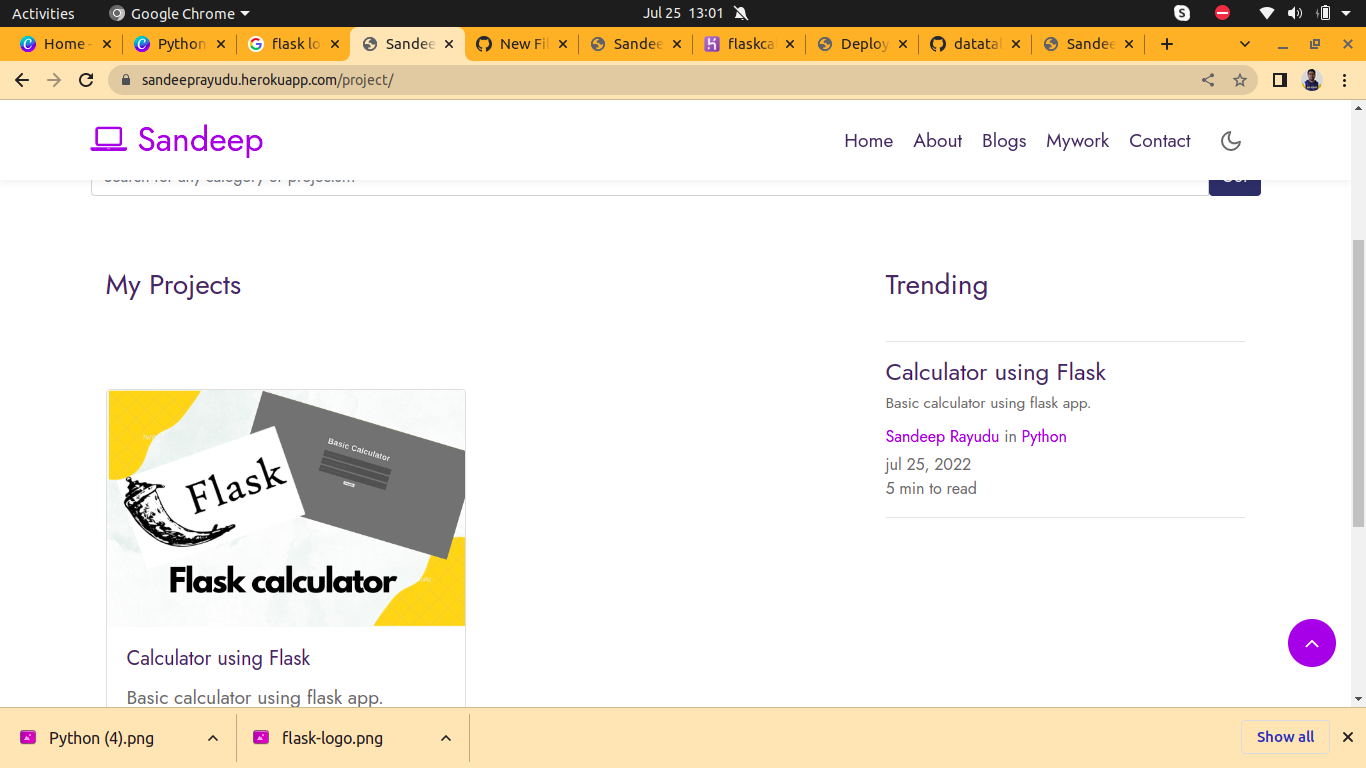 Activities
Google Chrome
Jul 25 13:01
Home -
Python
flask lo
Sandee
New Fil
Sandee
flaskcal
Deploy
datatal
Sandee
sandeeprayudu.herokuapp.com/project/
Sandeep
Home
About
Blogs
Mywork
Contact
My Projects
Trending
Calculator using Flask
Basic calculator using flask app.
Sandeep Rayudu in Python
jul 25, 2022
5 min to read
Basic Calculator
Flask
Flask calculator
Calculator using Flask
Basic calculator using flask app.
Python (4).png
flask-logo.png
Show all